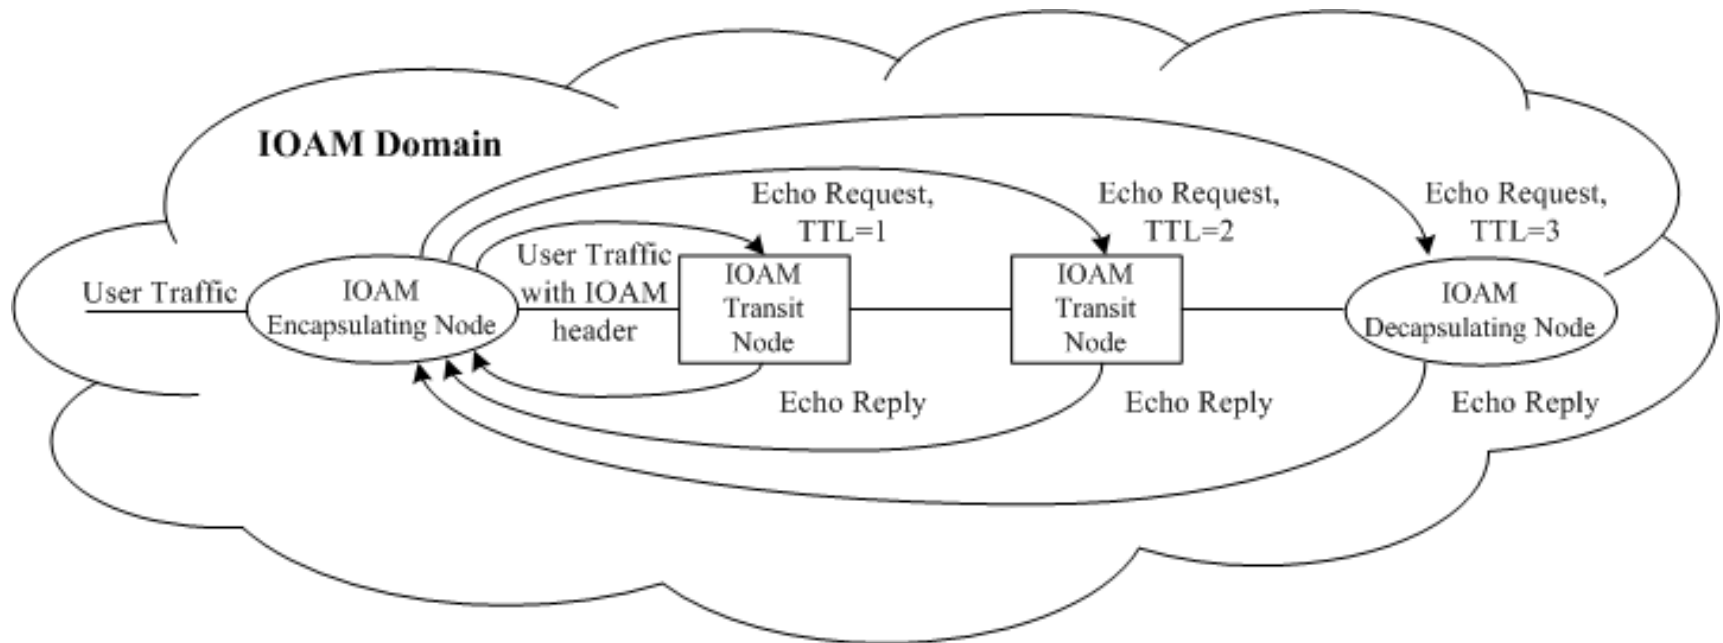 IOAM Domain
Echo Request,
TTL=1
Echo Request,
TTL=2
Echo Request,
TTL=3
User Traffic
IOAM
Encapsulating Node
User Traffic
with IOAM
header
IOAM
Transit
Node
IOAM
Transit
Node
IOAM
Decapsulating Node
Echo Reply
Echo Reply
Echo Reply